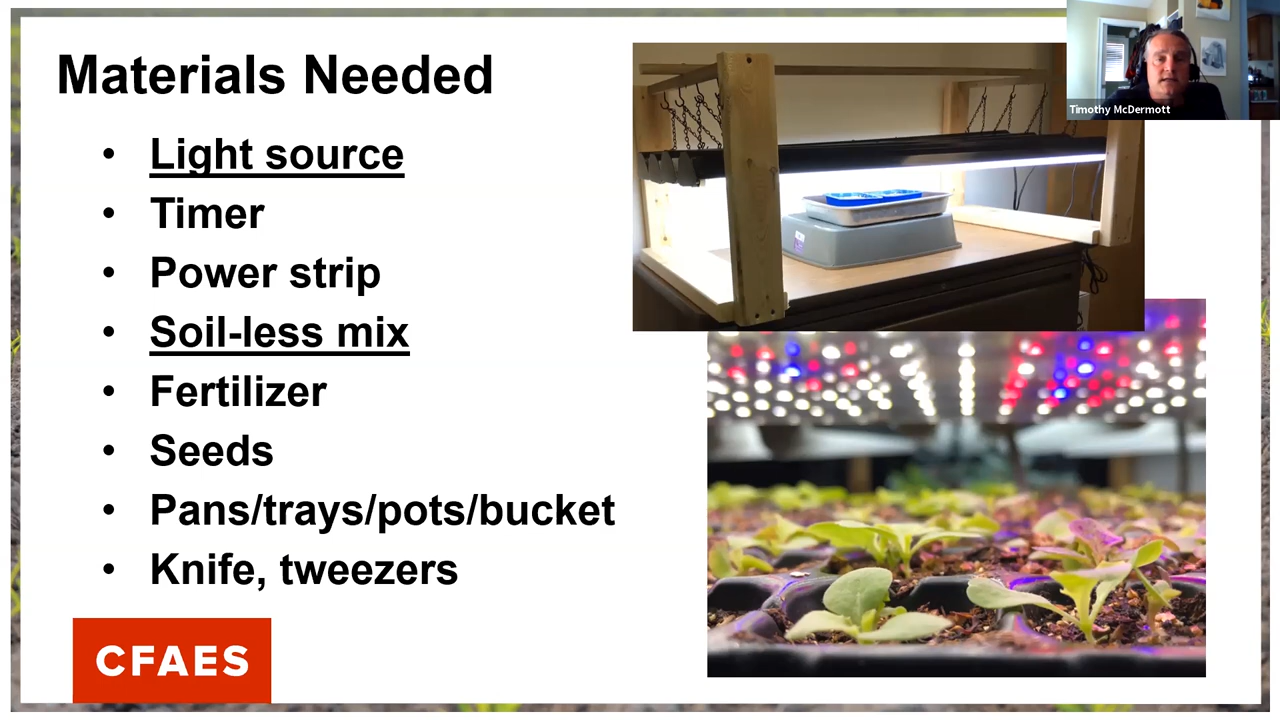 Materials Needed
• Light source
• Timer
• Power strip
• Soil-less mix
• Fertilizer
• Seeds
• Pans/trays/pots/bucket
• Knife, tweezers
CFAES
Timothy McDermott